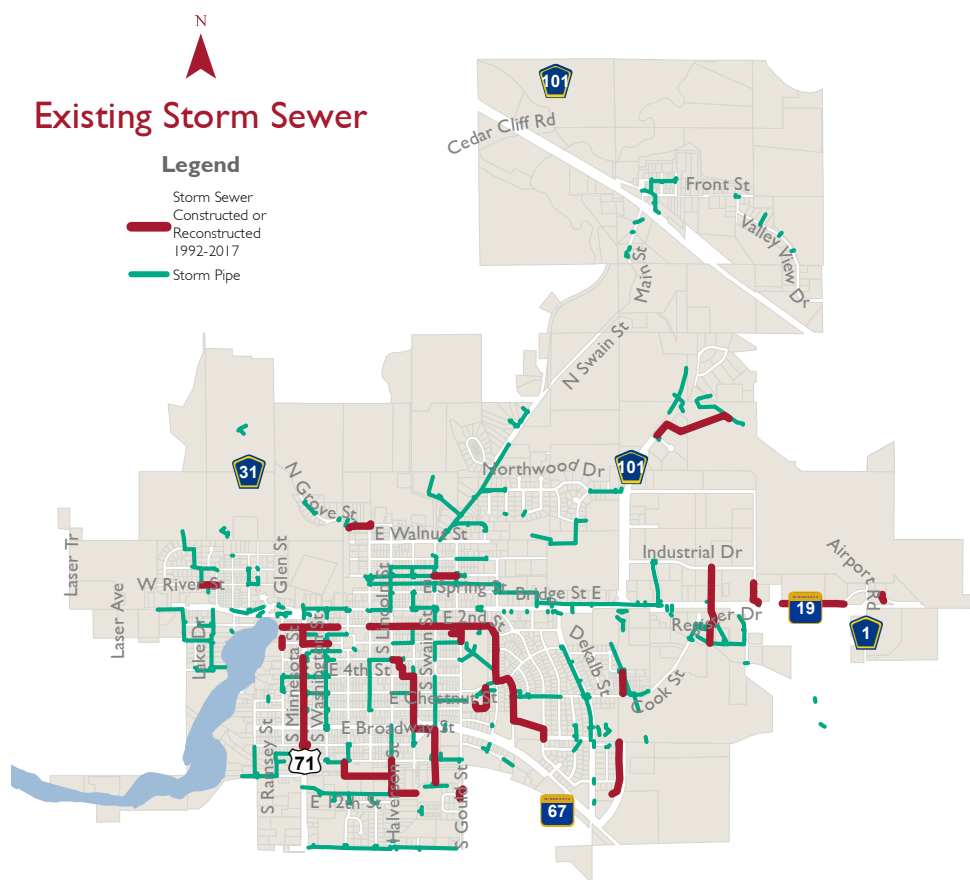 N
Existing Storm Sewer
Legend
Storm Sewer
Constructed or
Reconstructed
1992-2017
Storm Pipe
101
Cedar Cliff Rd
Front St
Valley View Dr
Main St
N Swain St
31
N Grove St
Northwood Dr
101
E Walnut St
Laser Tr
Glen St
Industrial Dr
Airport Rd
W River St
E Spring St
Bridge St E
Laser Ave
S Lincoln St
19
1
E 2nd St
Lake Dr
S Minnesota St
S Washington St
S Swain St
Dekalb St
E 4th St
E Chestnut St
Cook St
E Broadway St
S Ramsey St
71
Halverson St
S Gould St
E 12th St
MINNESOTA
67